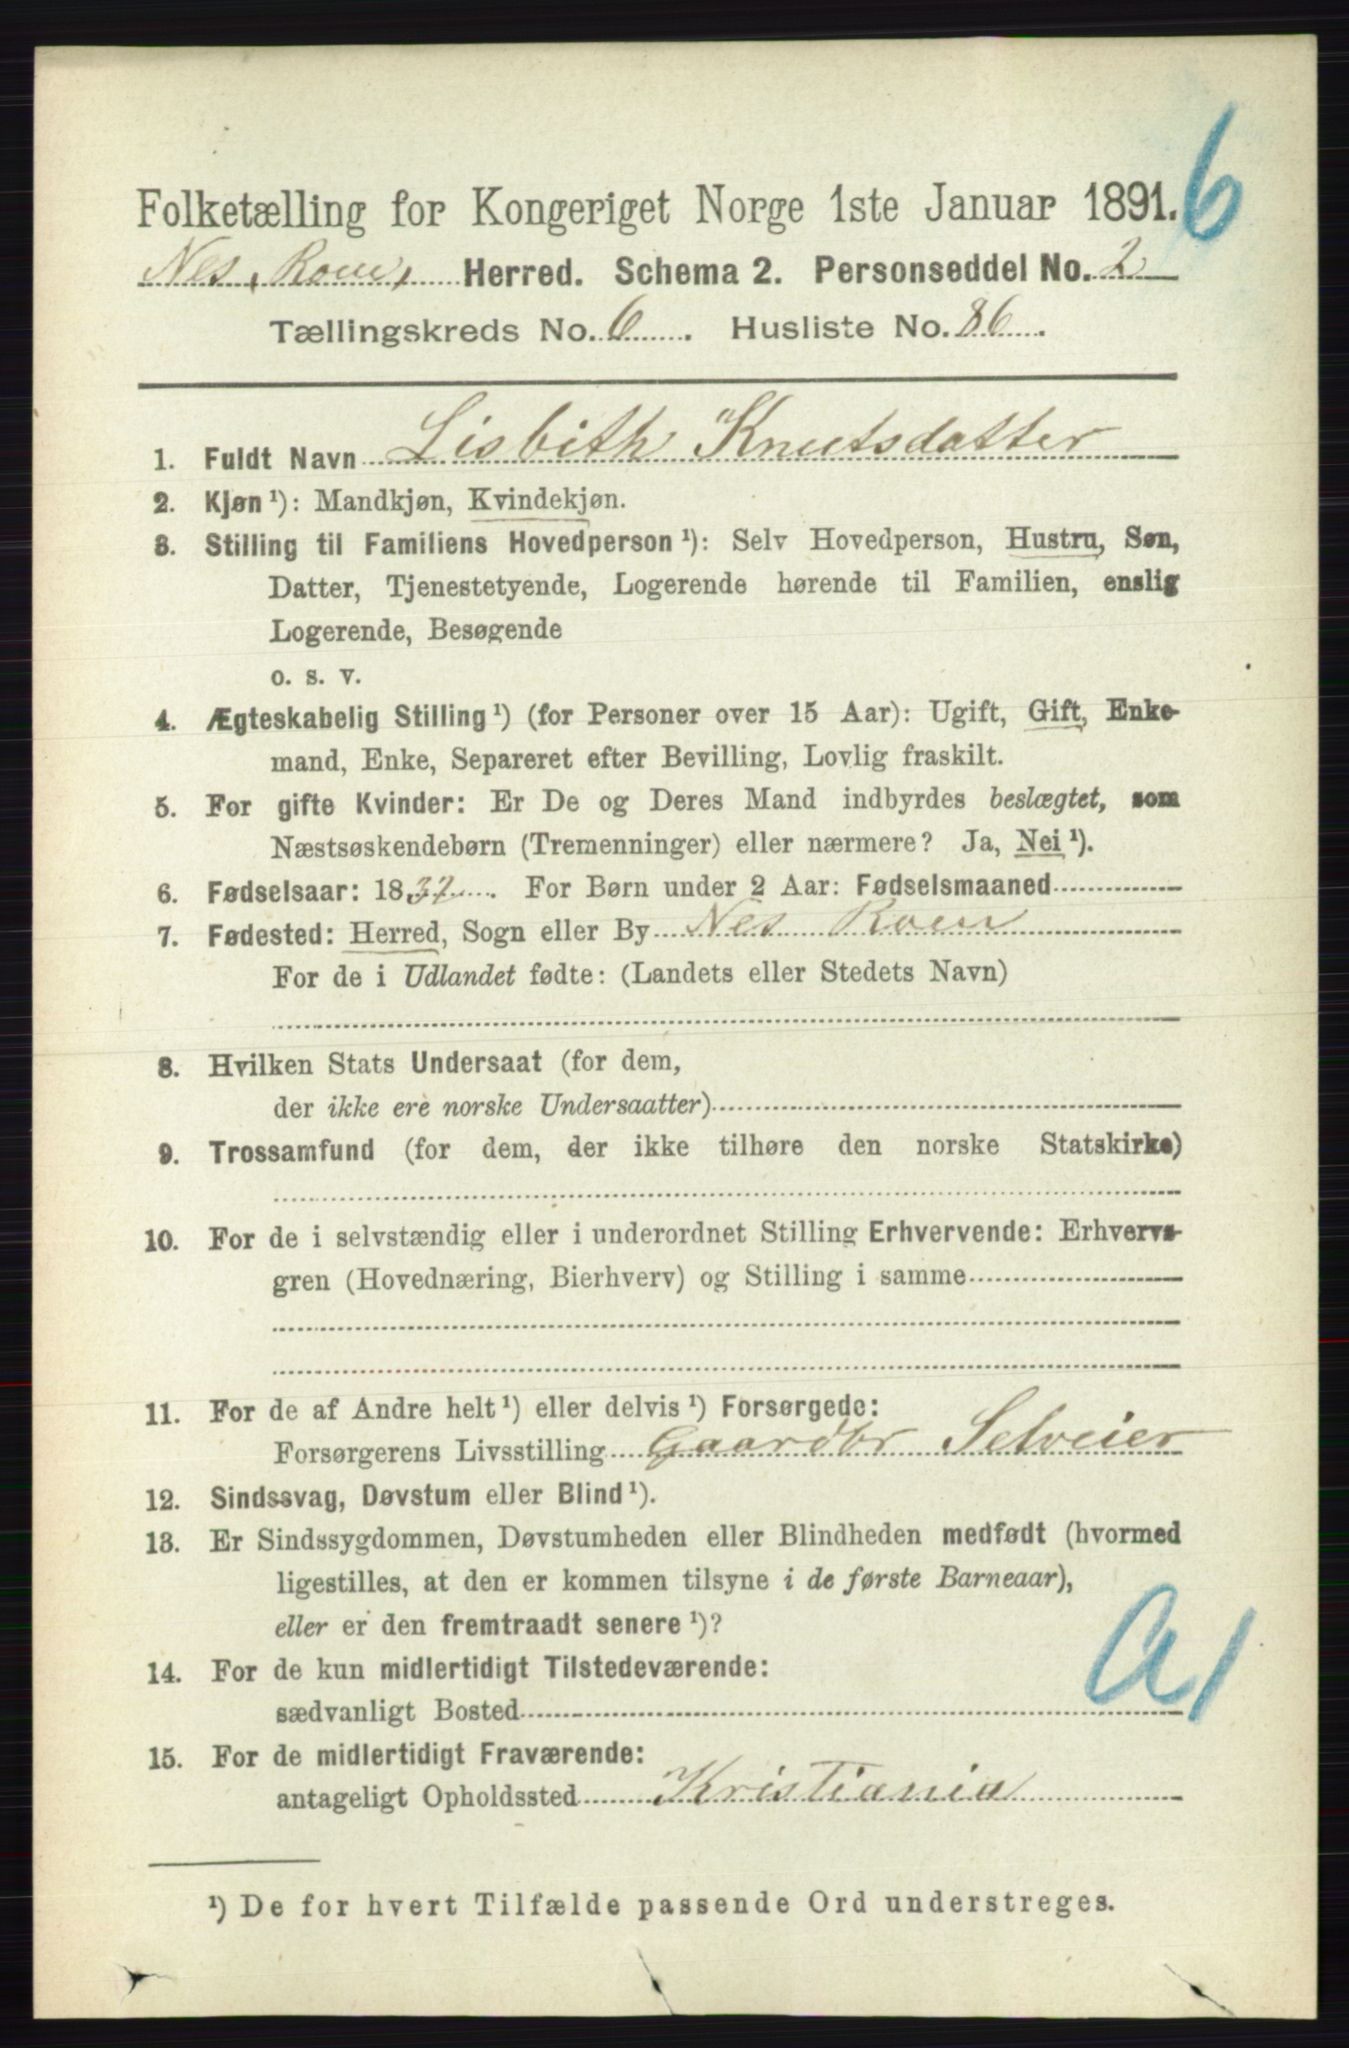 6
Folketælling for Kongeriget Norge 1ste Januar 1891.
Nes, Rom, Herred. Schema 2. Personseddel No. 2
Tællingskreds No. 6. Husliste No. 86.
1. Fuldt Navn Lisbith Knutsdatter
2. Kjøn ¹): Mandkjøn, Kvindekjøn.
3. Stilling til Familiens Hovedperson ¹): Selv Hovedperson, Hustru, Søn,
Datter, Tjenestetyende, Logerende hørende til Familien, enslig
Logerende, Besøgende
o. s. v.
4. Ægteskabelig Stilling ¹) (for Personer over 15 Aar): Ugift, Gift, Enke-
mand, Enke, Separeret efter Bevilling, Lovlig fraskilt.
5. For gifte Kvinder: Er De og Deres Mand indbyrdes beslægtet, som
Næstsøskendebørn (Tremenninger) eller nærmere? Ja, Nei ¹).
6. Fødselsaar: 1837. For Børn under 2 Aar: Fødselsmaaned
7. Fødested: Herred, Sogn eller By Nes Rom
For de i Udlandet fødte: (Landets eller Stedets Navn)
8. Hvilken Stats Undersaat (for dem,
der ikke ere norske Undersaatter)
9. Trossamfund (for dem, der ikke tilhøre den norske Statskirke)
10. For de i selvstændig eller i underordnet Stilling Erhvervende: Erhvervs-
gren (Hovednæring, Bierhverv) og Stilling i samme
11. For de af Andre helt ¹) eller delvis ¹) Forsørgede:
Forsørgerens Livsstilling Gaardbr Selveier
12. Sindssvag, Døvstum eller Blind ¹).
13. Er Sindssygdommen, Døvstumheden eller Blindheden medfødt (hvormed
ligestilles, at den er kommen tilsyne i de første Barneaar),
eller er den fremtraadt senere ¹)?
14. For de kun midlertidigt Tilstedeværende:
sædvanligt Bosted
a1
15. For de midlertidigt Fraværende:
antageligt Opholdssted Kristiania
¹) De for hvert Tilfælde passende Ord understreges.